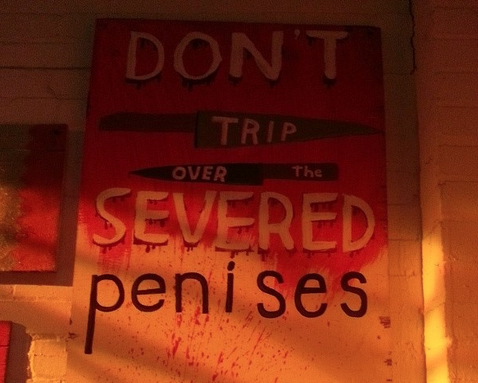 DON'T
TRIP
OVER The
SEVERED
penises